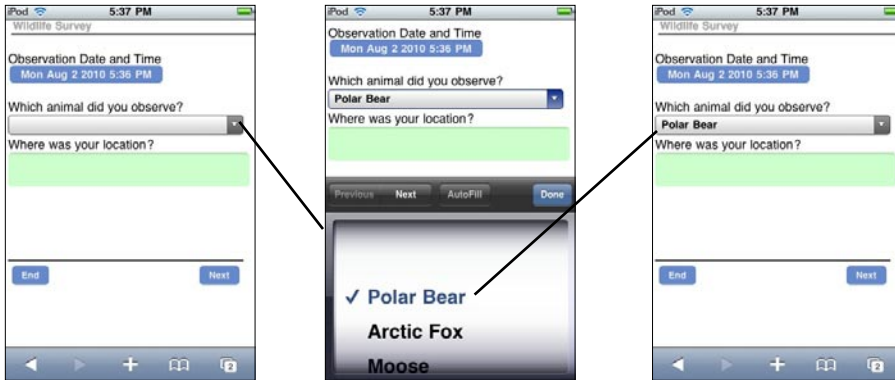 iPod 5:37 PM
Wildlife Survey
Observation Date and Time
Mon Aug 2 2010 5:36 PM
Which animal did you observe?
Where was your location?
End Next
2
iPod 5:37 PM
Observation Date and Time
Mon Aug 2 2010 5:36 PM
Which animal did you observe?
Polar Bear
Where was your location?
Previous Next AutoFill Done
✓ Polar Bear
Arctic Fox
Moose
iPod 5:37 PM
Wildlife Survey
Observation Date and Time
Mon Aug 2 2010 5:36 PM
Which animal did you observe?
Polar Bear
Where was your location?
End Next
2